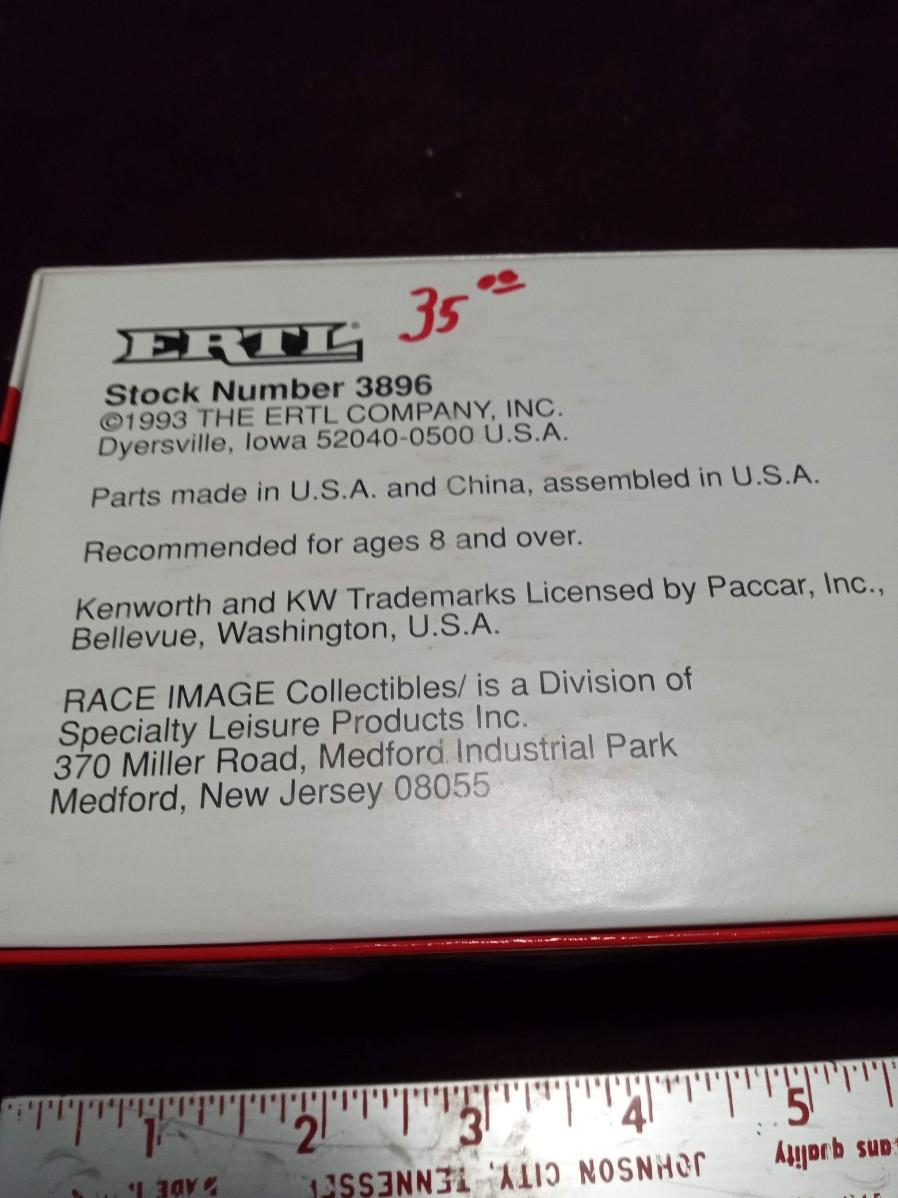 35 00
ERTL
Stock Number 3896
©1993 THE ERTL COMPANY, INC.
Dyersville, Iowa 52040-0500 U.S.A.
Parts made in U.S.A. and China, assembled in U.S.A.
Recommended for ages 8 and over.
Kenworth and KW Trademarks Licensed by Paccar, Inc.,
Bellevue, Washington, U.S.A.
RACE IMAGE Collectibles/ is a Division of
Specialty Leisure Products Inc.
370 Miller Road, Medford Industrial Park
Medford, New Jersey 08055
1 2 3 4 5
JOHNSON CITY, TENNESSE
ans quality